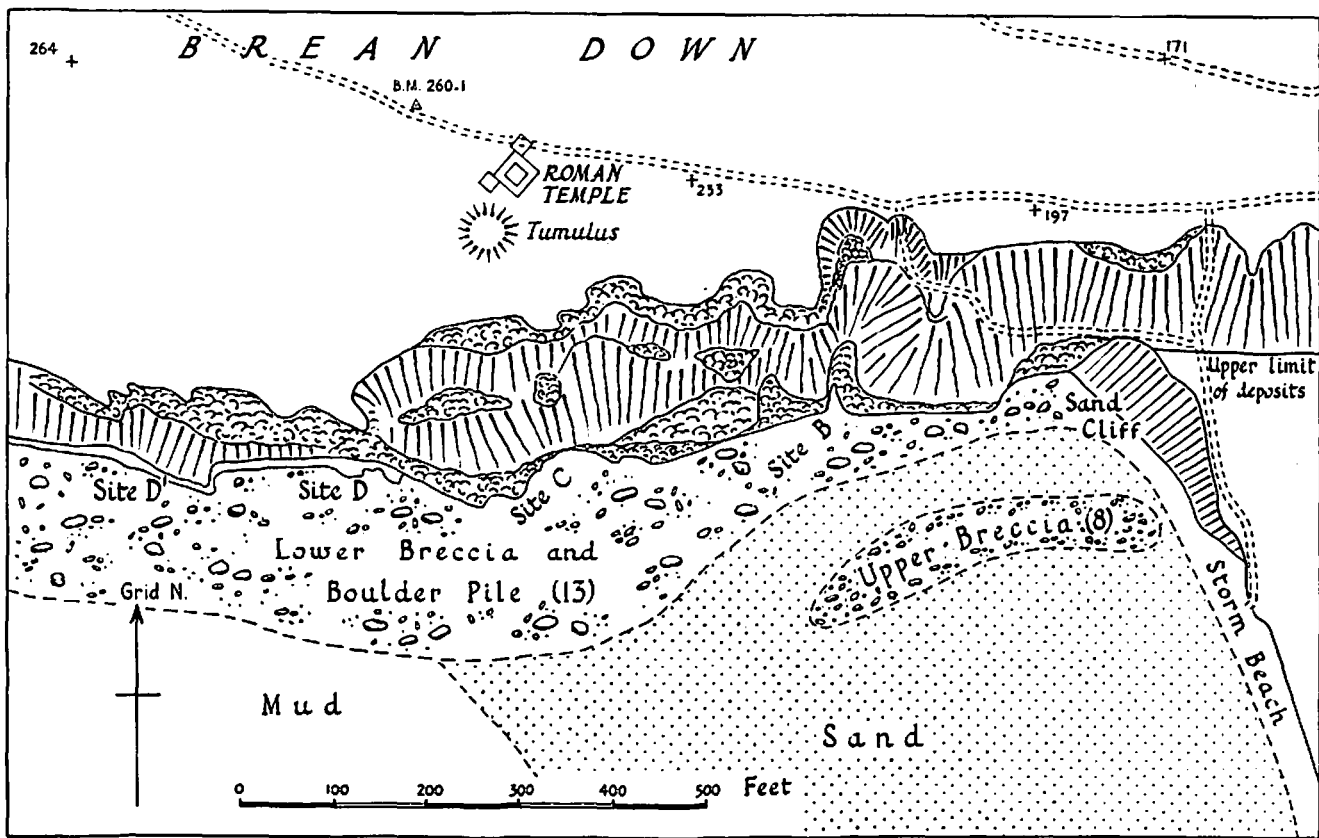 264
BREAN DOWN
171
B.M. 260.1
ROMAN
TEMPLE
233
197
Tumulus
Upper limit
of deposits
Sand
Cliff
Site B
Site D'
Site D
Site C
Upper Breccia (8)
Lower Breccia and
Boulder Pile (13)
Grid N.
Storm Beach
Mud
Sand
Feet
0 100 200 300 400 500